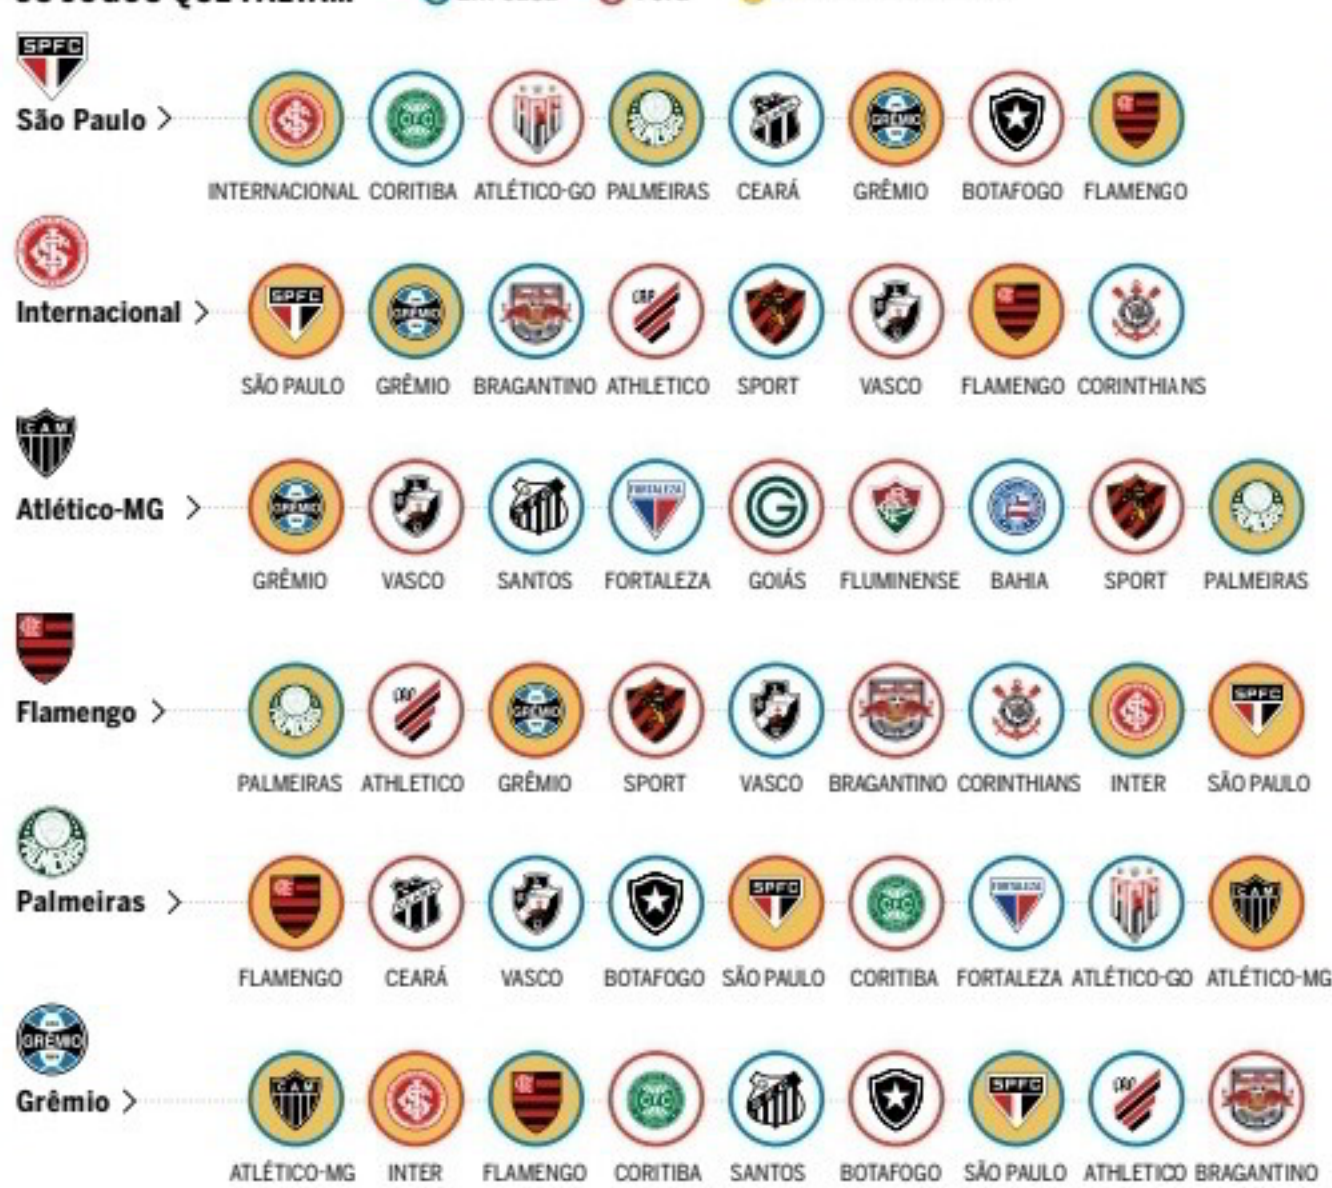 São Paulo
INTERNACIONAL CORITIBA ATLÉTICO-GO PALMEIRAS CEARÁ GRÊMIO BOTAFOGO FLAMENGO
Internacional
SÃO PAULO GRÊMIO BRAGANTINO ATHLETICO SPORT VASCO FLAMENGO CORINTHIANS
Atlético-MG
GRÊMIO VASCO SANTOS FORTALEZA GOIÁS FLUMINENSE BAHIA SPORT PALMEIRAS
Flamengo
PALMEIRAS ATHLETICO GRÊMIO SPORT VASCO BRAGANTINO CORINTHIANS INTER SÃO PAULO
Palmeiras
FLAMENGO CEARÁ VASCO BOTAFOGO SÃO PAULO CORITIBA FORTALEZA ATLÉTICO-GO ATLÉTICO-MG
Grêmio
ATLÉTICO-MG INTER FLAMENGO CORITIBA SANTOS BOTAFOGO SÃO PAULO ATHLETICO BRAGANTINO